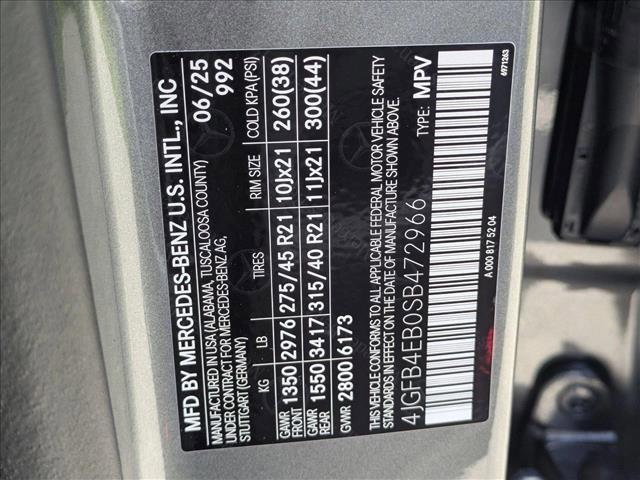 MFD BY MERCEDES-BENZ U.S. INTL., INC
MANUFACTURED IN USA (ALABAMA, TUSCALOOSA COUNTY) 06/25
UNDER CONTRACT FOR MERCEDES-BENZ AG, 992
STUTTGART (GERMANY)
KG LB TIRES RIM SIZE COLD KPA (PSI)
GAWR FRONT 1350 2976 275/45 R21 10Jx21 260(38)
GAWR REAR 1550 3417 315/40 R21 11Jx21 300(44)
GVWR 2800 6173
THIS VEHICLE CONFORMS TO ALL APPLICABLE FEDERAL MOTOR VEHICLE SAFETY
STANDARDS IN EFFECT ON THE DATE OF MANUFACTURE SHOWN ABOVE.
4JGFB4EB0SB472966 TYPE: MPV
A 000 817 52 04
6971263